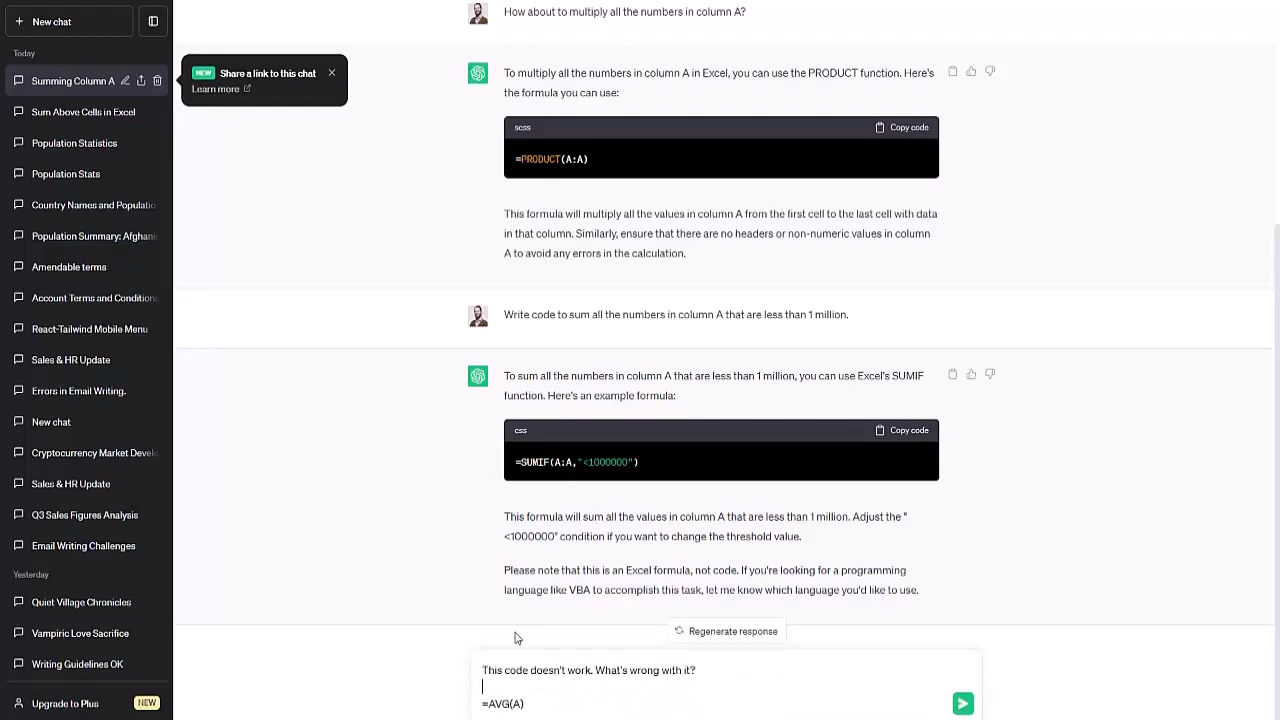 New chat
Today
Summing Column A
Sum Above Cells in Excel
Population Statistics
Population Stats
Country Names and Populatio
Population Summary: Afghani
Amendable terms
Account Terms and Conditions
React-Tailwind Mobile Menu
Sales & HR Update
Errors in Email Writing.
New chat
Cryptocurrency Market Develo
Sales & HR Update
Q3 Sales Figures Analysis
Email Writing Challenges
Yesterday
Quiet Village Chronicles
Vampiric Love Sacrifice
Writing Guidelines OK
Upgrade to Plus NEW
NEW Share a link to this chat
Learn more
How about to multiply all the numbers in column A?
To multiply all the numbers in column A in Excel, you can use the PRODUCT function. Here's
the formula you can use:
scss Copy code
=PRODUCT(A:A)
This formula will multiply all the values in column A from the first cell to the last cell with data
in that column. Similarly, ensure that there are no headers or non-numeric values in column
A to avoid any errors in the calculation.
Write code to sum all the numbers in column A that are less than 1 million.
To sum all the numbers in column A that are less than 1 million, you can use Excel's SUMIF
function. Here's an example formula:
css Copy code
=SUMIF(A:A,"<1000000")
This formula will sum all the values in column A that are less than 1 million. Adjust the "
<1000000" condition if you want to change the threshold value.
Please note that this is an Excel formula, not code. If you're looking for a programming
language like VBA to accomplish this task, let me know which language you'd like to use.
Regenerate response
This code doesn't work. What's wrong with it?
=AVG(A)